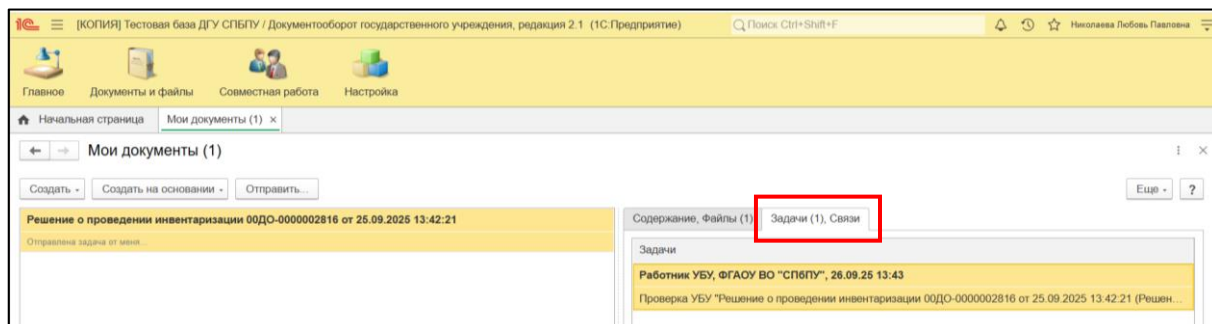 [КОПИЯ] Тестовая база ДГУ СПБПУ / Документооборот государственного учреждения, редакция 2.1 (1С:Предприятие)
Поиск Ctrl+Shift+F
Николаева Любовь Павловна
Главное
Документы и файлы
Совместная работа
Настройка
Начальная страница
Мои документы (1) ×
Мои документы (1)
Создать
Создать на основании
Отправить...
Еще
?
Решение о проведении инвентаризации 00ДО-0000002816 от 25.09.2025 13:42:21
Отправлена задача от меня...
Содержание, Файлы (1)
Задачи (1), Связи
Задачи
Работник УБУ, ФГАОУ ВО "СПбПУ", 26.09.25 13:43
Проверка УБУ "Решение о проведении инвентаризации 00ДО-0000002816 от 25.09.2025 13:42:21 (Решен...